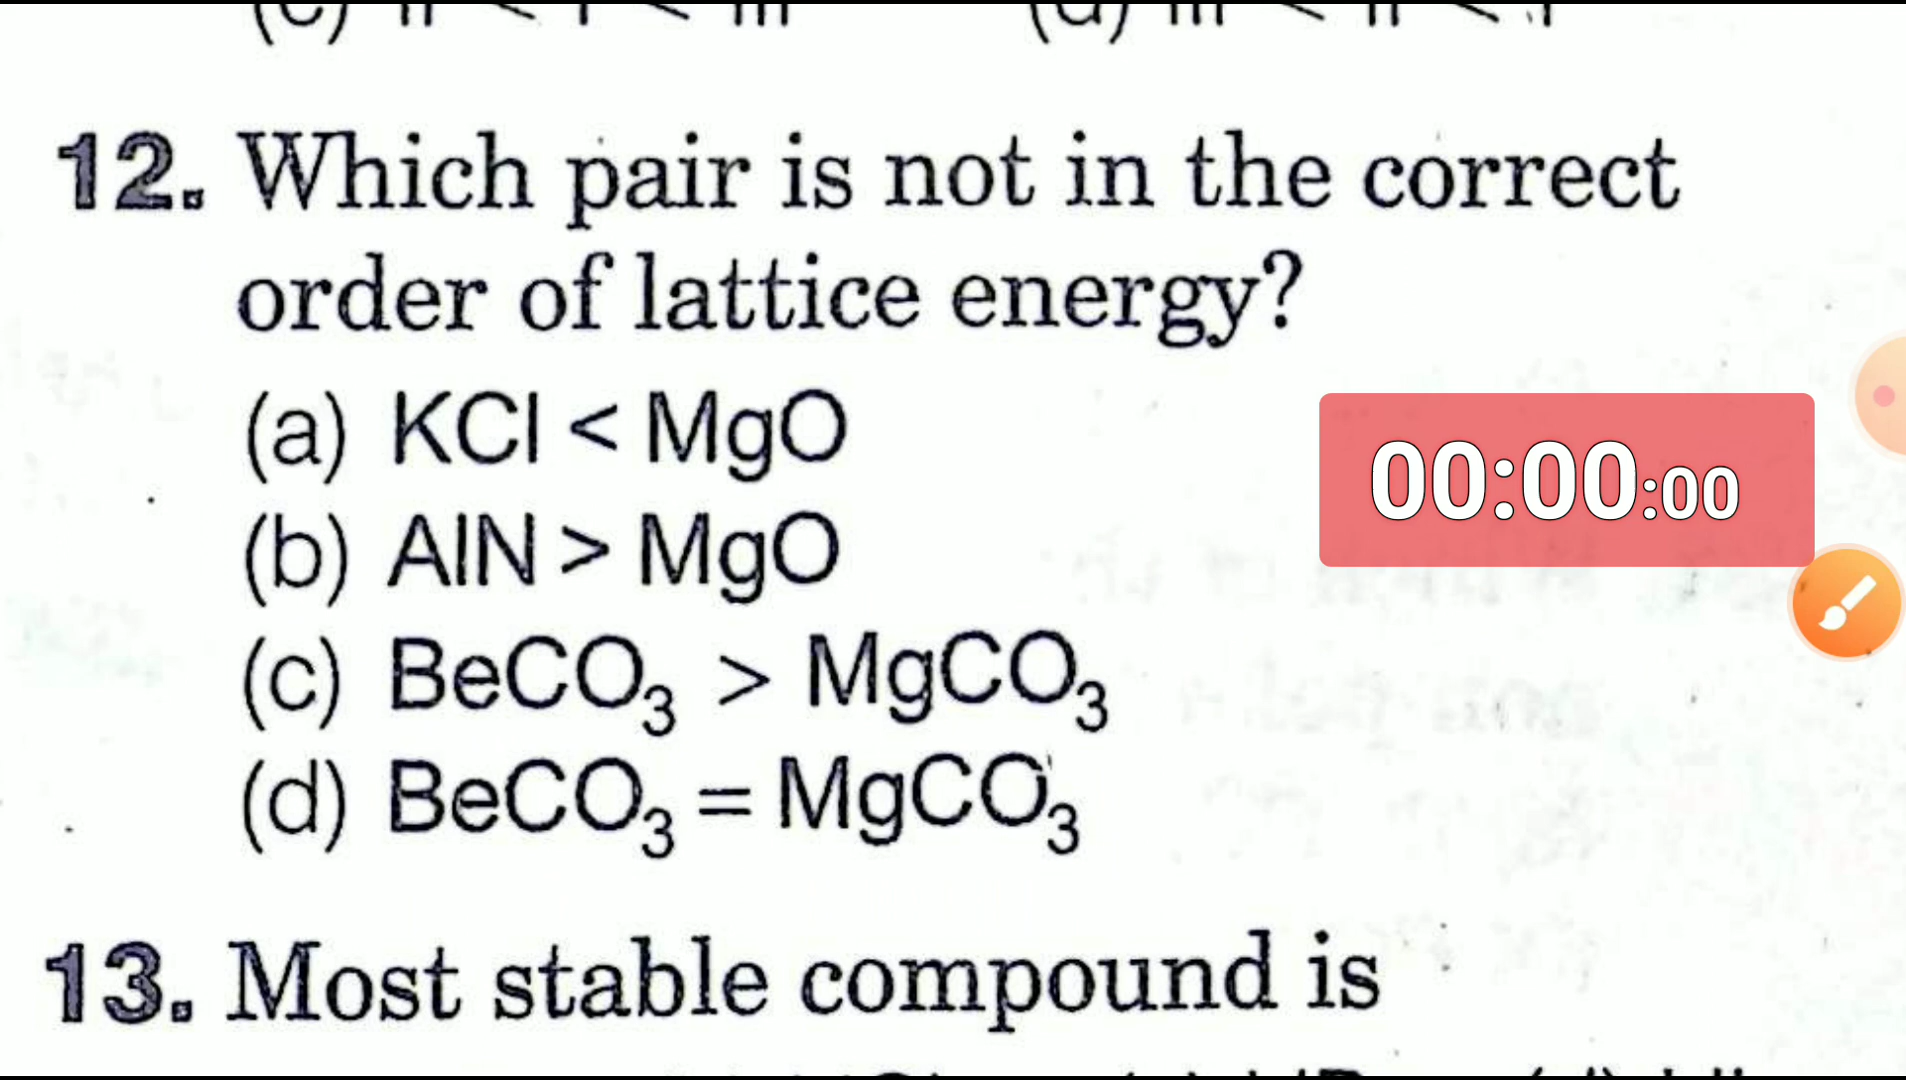 12. Which pair is not in the correct
order of lattice energy?
(a) KCl < MgO
(b) AlN > MgO
00:00:00
(c) BeCO₃ > MgCO₃
(d) BeCO₃ = MgCO₃
13. Most stable compound is